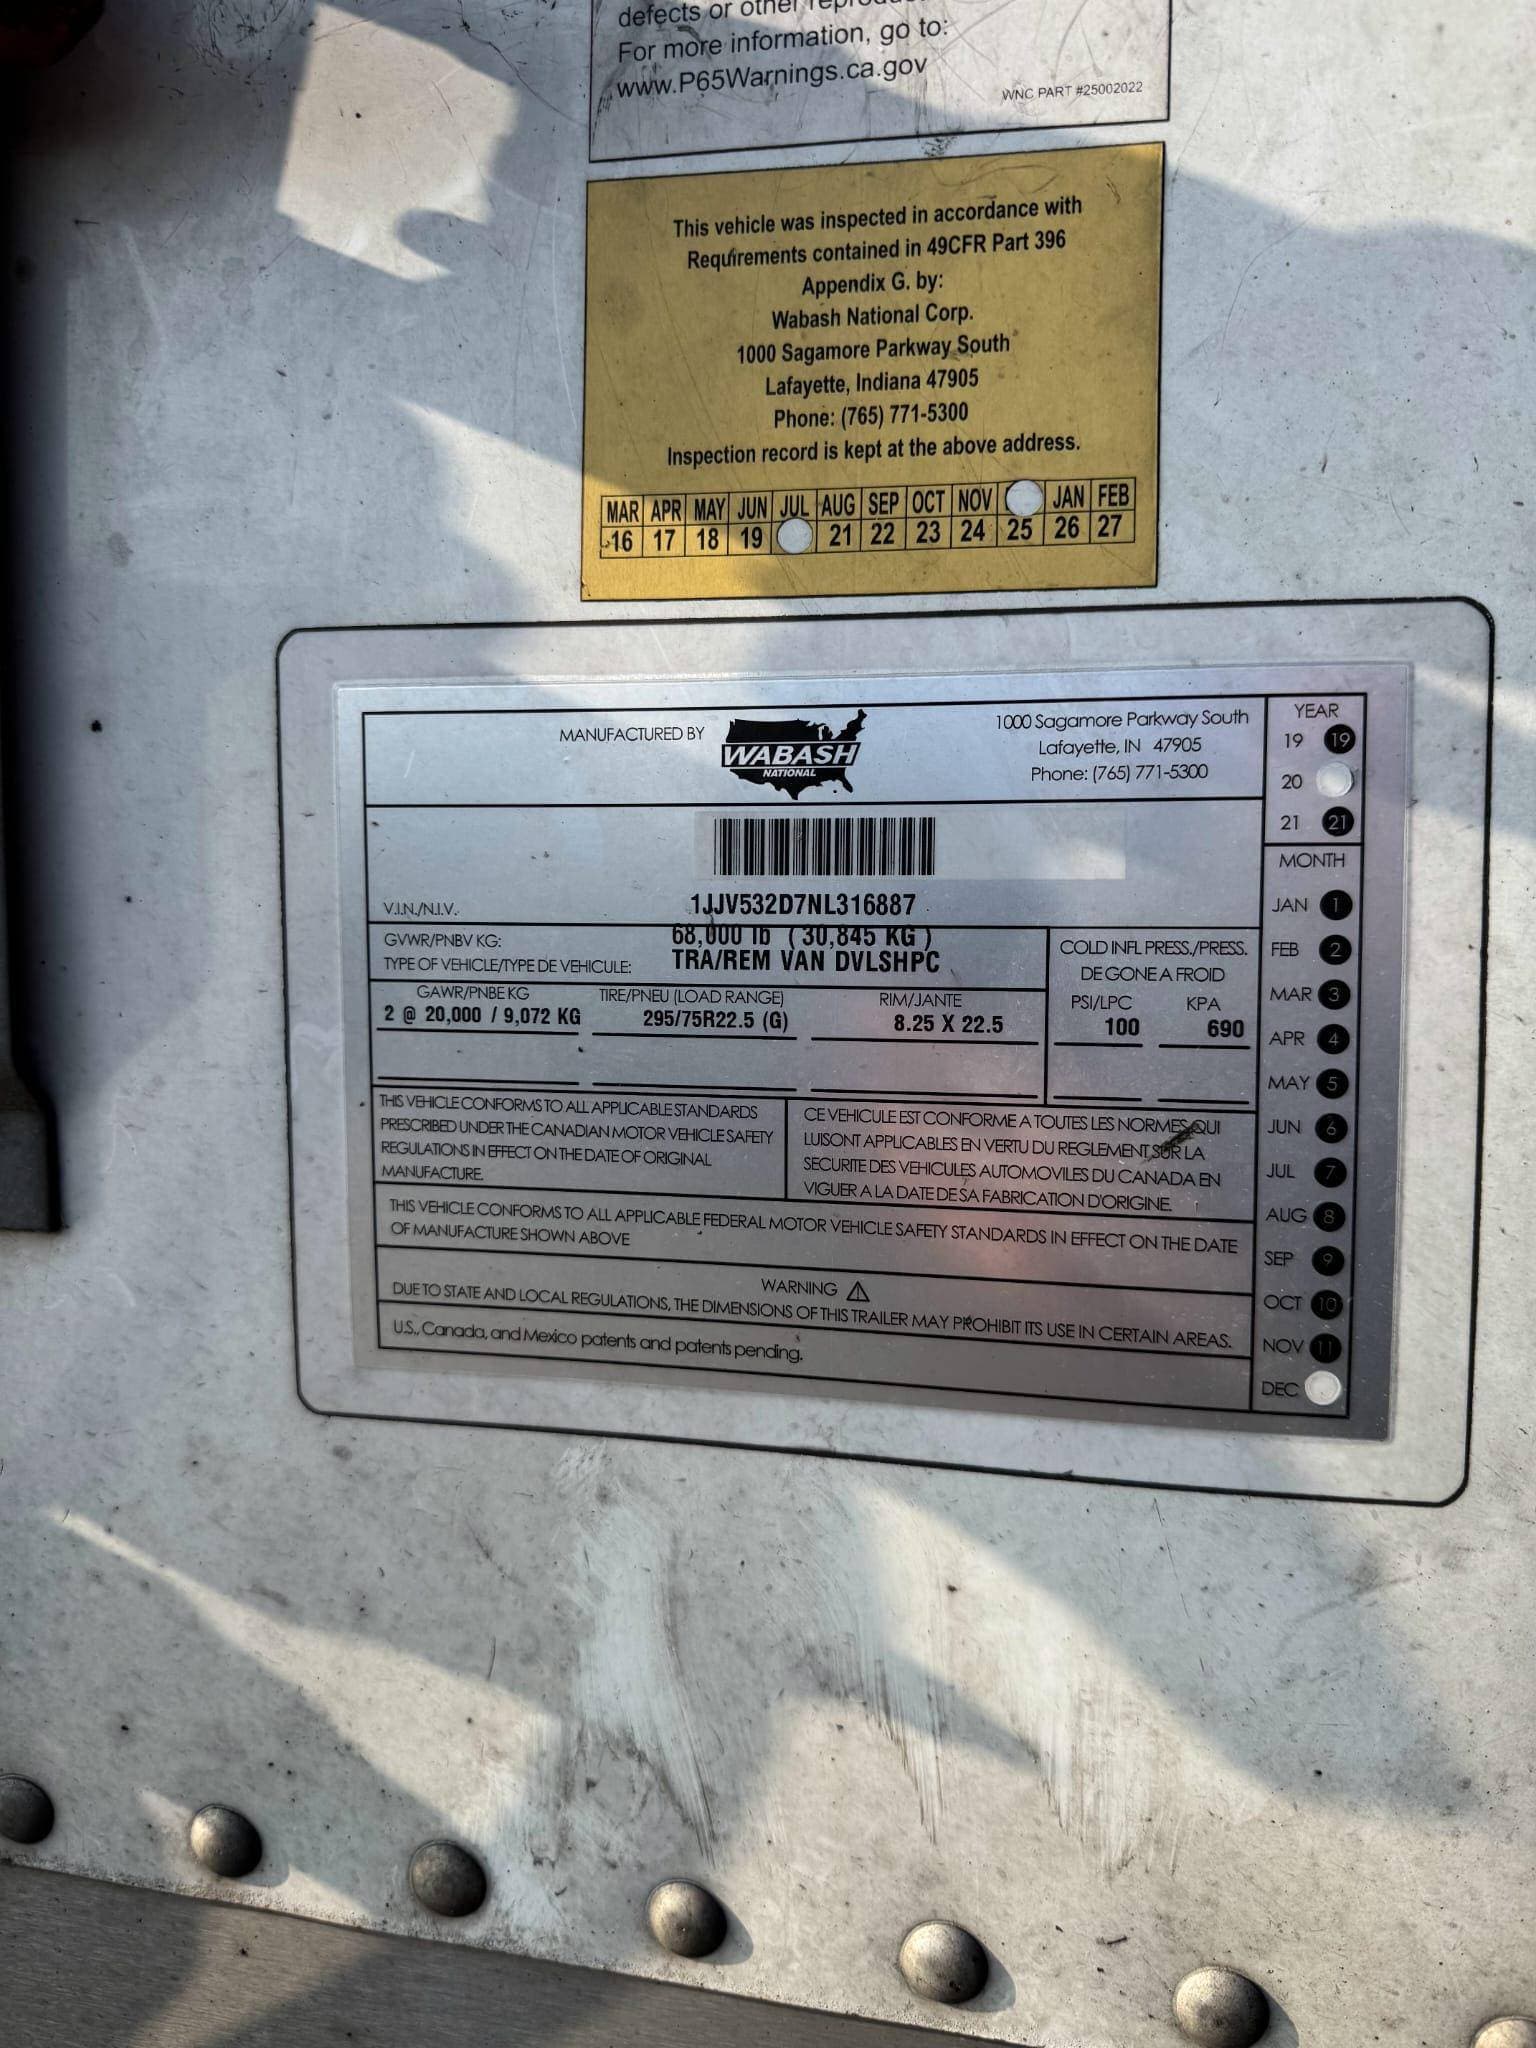 defects or other
For more information, go to:
www.P65Warnings.ca.gov
WNC PART #25002022
This vehicle was inspected in accordance with
Requirements contained in 49CFR Part 396
Appendix G. by:
Wabash National Corp.
1000 Sagamore Parkway South
Lafayette, Indiana 47905
Phone: (765) 771-5300
Inspection record is kept at the above address.
MAR APR MAY JUN JUL AUG SEP OCT NOV JAN FEB
16 17 18 19 21 22 23 24 25 26 27
MANUFACTURED BY
WABASH
NATIONAL
1000 Sagamore Parkway South
Lafayette, IN 47905
Phone: (765) 771-5300
YEAR
19 19
20
21 21
V.I.N./N.I.V.
1JJV532D7NL316887
GVWR/PNBV KG: 68,000 lb ( 30,845 KG )
TYPE OF VEHICLE/TYPE DE VEHICULE: TRA/REM VAN DVLSHPC
COLD INFL PRESS./PRESS.
DE GONE A FROID
PSI/LPC KPA
100 690
GAWR/PNBE KG TIRE/PNEU (LOAD RANGE) RIM/JANTE
2 @ 20,000 / 9,072 KG 295/75R22.5 (G) 8.25 X 22.5
THIS VEHICLE CONFORMS TO ALL APPLICABLE STANDARDS
PRESCRIBED UNDER THE CANADIAN MOTOR VEHICLE SAFETY
REGULATIONS IN EFFECT ON THE DATE OF ORIGINAL
MANUFACTURE.
CE VEHICULE EST CONFORME A TOUTES LES NORMES QUI
LUISONT APPLICABLES EN VERTU DU REGLEMENT SUR LA
SECURITE DES VEHICULES AUTOMOVILES DU CANADA EN
VIGUER A LA DATE DE SA FABRICATION D'ORIGINE.
THIS VEHICLE CONFORMS TO ALL APPLICABLE FEDERAL MOTOR VEHICLE SAFETY STANDARDS IN EFFECT ON THE DATE
OF MANUFACTURE SHOWN ABOVE
WARNING
DUE TO STATE AND LOCAL REGULATIONS, THE DIMENSIONS OF THIS TRAILER MAY PROHIBIT ITS USE IN CERTAIN AREAS.
U.S., Canada, and Mexico patents and patents pending.
MONTH
JAN 1
FEB 2
MAR 3
APR 4
MAY 5
JUN 6
JUL 7
AUG 8
SEP 9
OCT 10
NOV 11
DEC